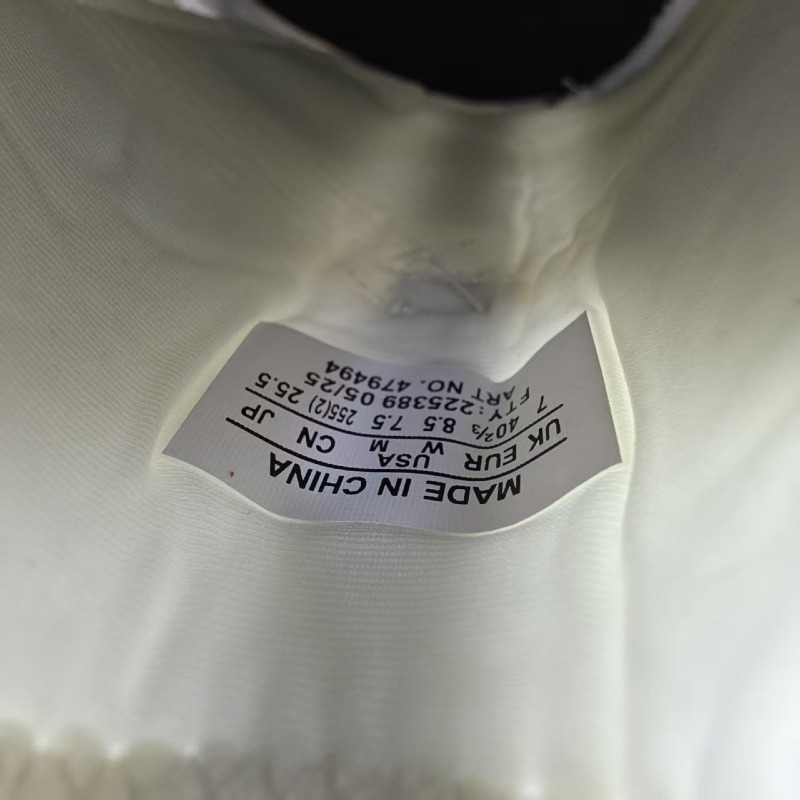 MADE IN CHINA
UK EUR USA CN JP
W M
7 40⅔ 8.5 7.5 255(2) 25.5
FTY:225389 05/25
ART NO. 479494